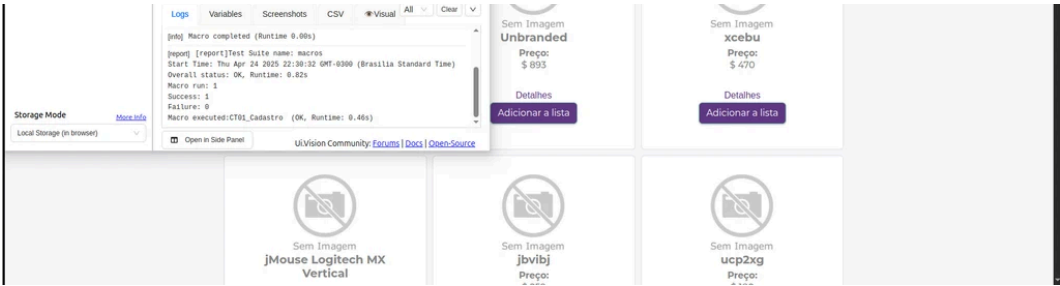 Logs Variables Screenshots CSV Visual All Clear
[info] Macro completed (Runtime 0.00s)
[report] [report]Test Suite name: macros
Start Time: Thu Apr 24 2025 22:30:32 GMT-0300 (Brasilia Standard Time)
Overall status: OK, Runtime: 0.82s
Macro run: 1
Success: 1
Failure: 0
Macro executed:CT01_Cadastro (OK, Runtime: 0.46s)
Storage Mode More Info
Local Storage (in browser)
Open in Side Panel
Ui.Vision Community: Forums | Docs | Open-Source
Sem Imagem
Unbranded
Preço:
$ 893
Detalhes
Adicionar a lista
Sem Imagem
xcebu
Preço:
$ 470
Detalhes
Adicionar a lista
Sem Imagem
jMouse Logitech MX
Vertical
Sem Imagem
jbvibj
Preço:
Sem Imagem
ucp2xg
Preço: